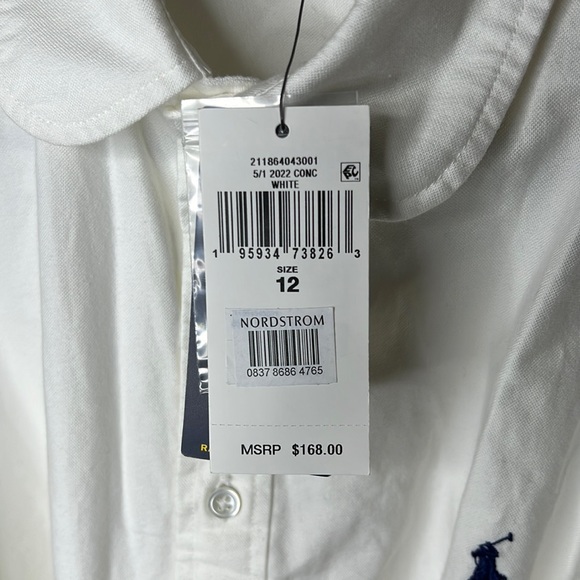 211864043001
5/1 2022 CONC
WHITE
1 95934 73826 3
SIZE
12
NORDSTROM
0837 8686 4765
R
MSRP $168.00